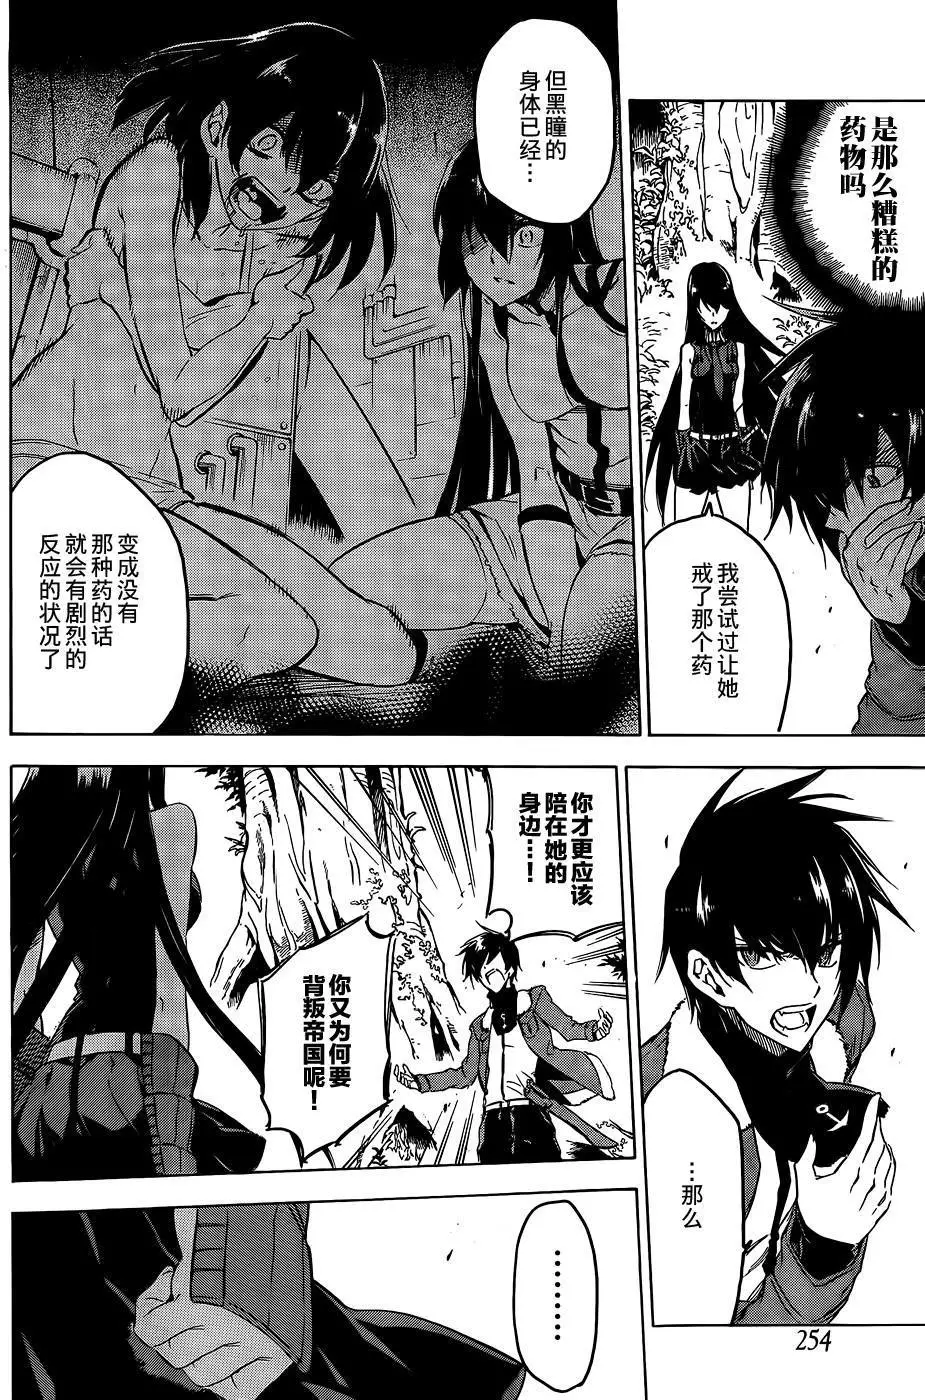 是那么糟糕的
药物吗
我尝试过让她
戒了那个药
但黑瞳的
身体已经…
变成没有
那种药的话
就会有剧烈的
反应的状况了
…那么
你才更应该
陪在她的
身边…！
你又为何要
背叛帝国呢！
………
254